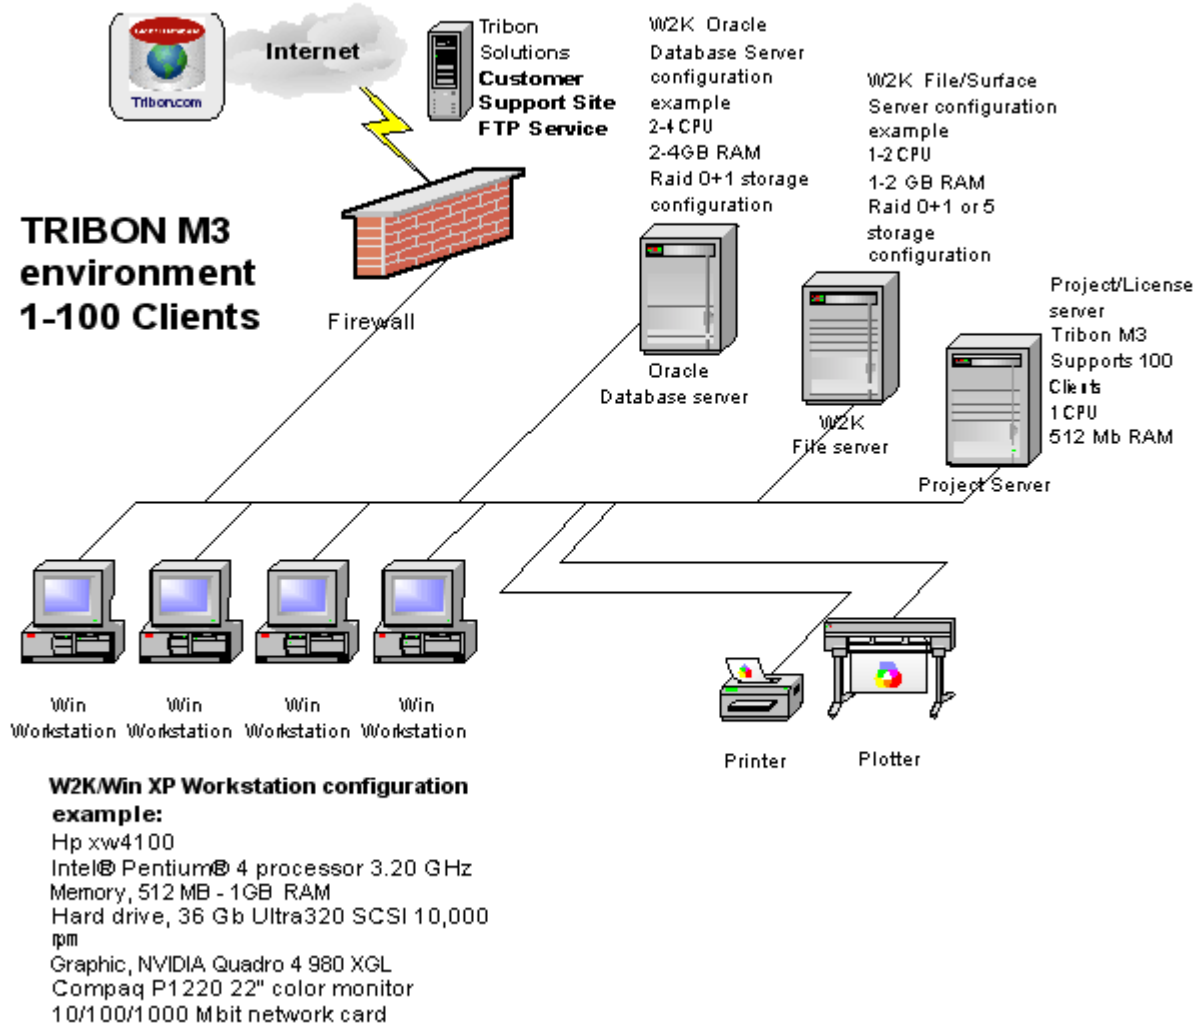 Tribon.com
Internet
Tribon
Solutions
Customer
Support Site
FTP Service
W2K Oracle
Database Server
configuration
example
2-4 CPU
2-4GB RAM
Raid 0+1 storage
configuration
W2K File/Surface
Server configuration
example
1-2 CPU
1-2 GB RAM
Raid 0+1 or 5
storage
configuration
TRIBON M3
environment
1-100 Clients
Firewall
Project/License
server
Tribon M3
Supports 100
Clients
1 CPU
512 Mb RAM
Oracle
Database server
W2K
File server
Project Server
Win
Workstation
Win
Workstation
Win
Workstation
Win
Workstation
Printer
Plotter
W2K/Win XP Workstation configuration
example:
Hp xw4100
Intel® Pentium® 4 processor 3.20 GHz
Memory, 512 MB - 1GB RAM
Hard drive, 36 Gb Ultra320 SCSI 10,000
rpm
Graphic, NVIDIA Quadro 4 980 XGL
Compaq P1220 22" color monitor
10/100/1000 Mbit network card